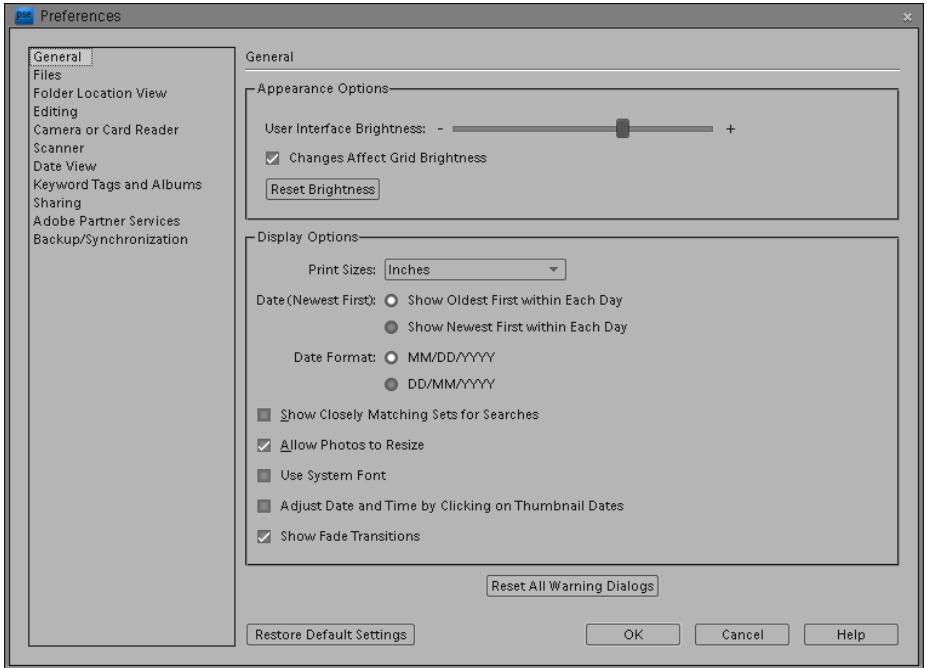 pse Preferences
General
Files
Folder Location View
Editing
Camera or Card Reader
Scanner
Date View
Keyword Tags and Albums
Sharing
Adobe Partner Services
Backup/Synchronization
General
Appearance Options
User Interface Brightness: - +
Changes Affect Grid Brightness
Reset Brightness
Display Options
Print Sizes: Inches
Date (Newest First): Show Oldest First within Each Day
Show Newest First within Each Day
Date Format: MM/DD/YYYY
DD/MM/YYYY
Show Closely Matching Sets for Searches
Allow Photos to Resize
Use System Font
Adjust Date and Time by Clicking on Thumbnail Dates
Show Fade Transitions
Reset All Warning Dialogs
Restore Default Settings OK Cancel Help